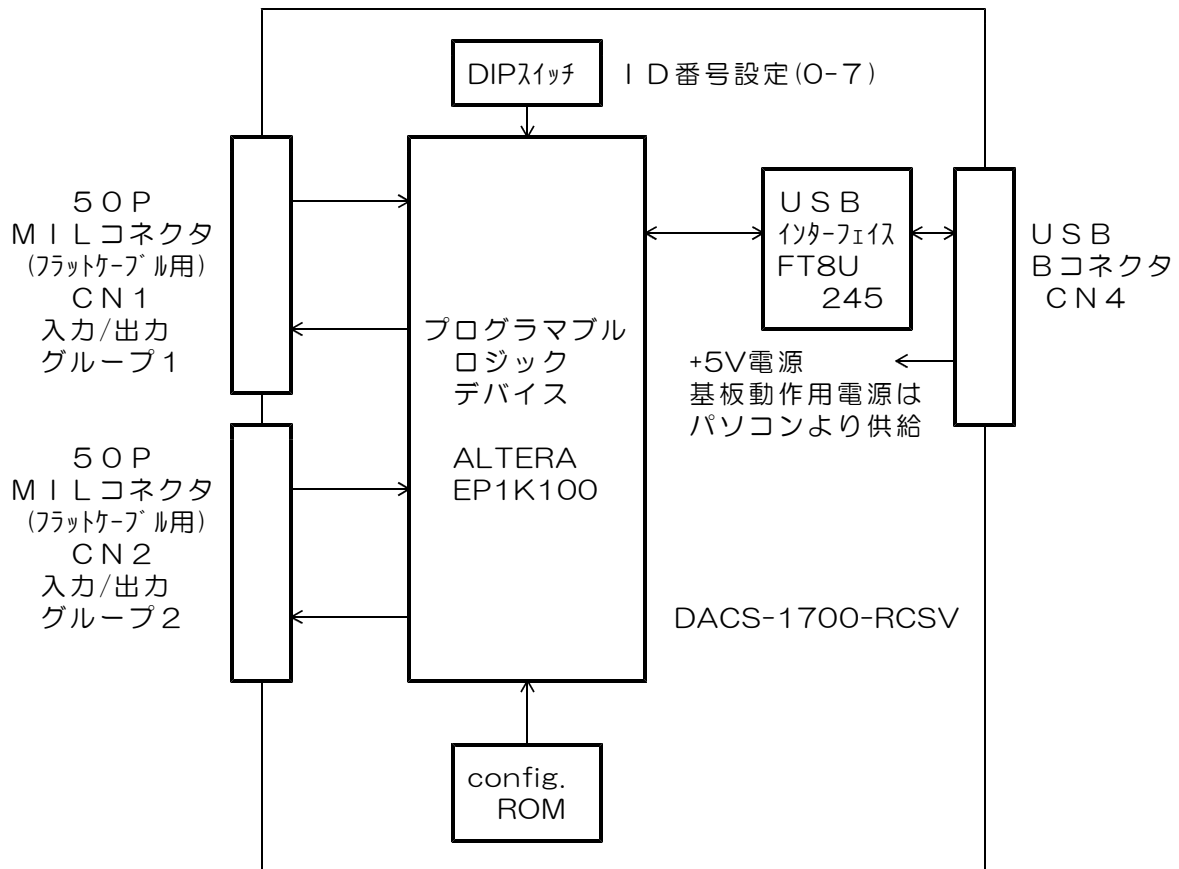 DIPｽｲｯﾁ
ＩＤ番号設定(0-7)
５０Ｐ
ＭＩＬコネクタ
(ﾌﾗｯﾄｹｰﾌﾞﾙ用)
ＣＮ１
入力/出力
グループ１
プログラマブル
ロジック
デバイス
ALTERA
EP1K100
ＵＳＢ
ｲﾝﾀｰﾌｪｲｽ
FT8U
245
ＵＳＢ
Ｂコネクタ
ＣＮ４
+5V電源
基板動作用電源は
パソコンより供給
５０Ｐ
ＭＩＬコネクタ
(ﾌﾗｯﾄｹｰﾌﾞﾙ用)
ＣＮ２
入力/出力
グループ２
DACS-1700-RCSV
config.
ROM